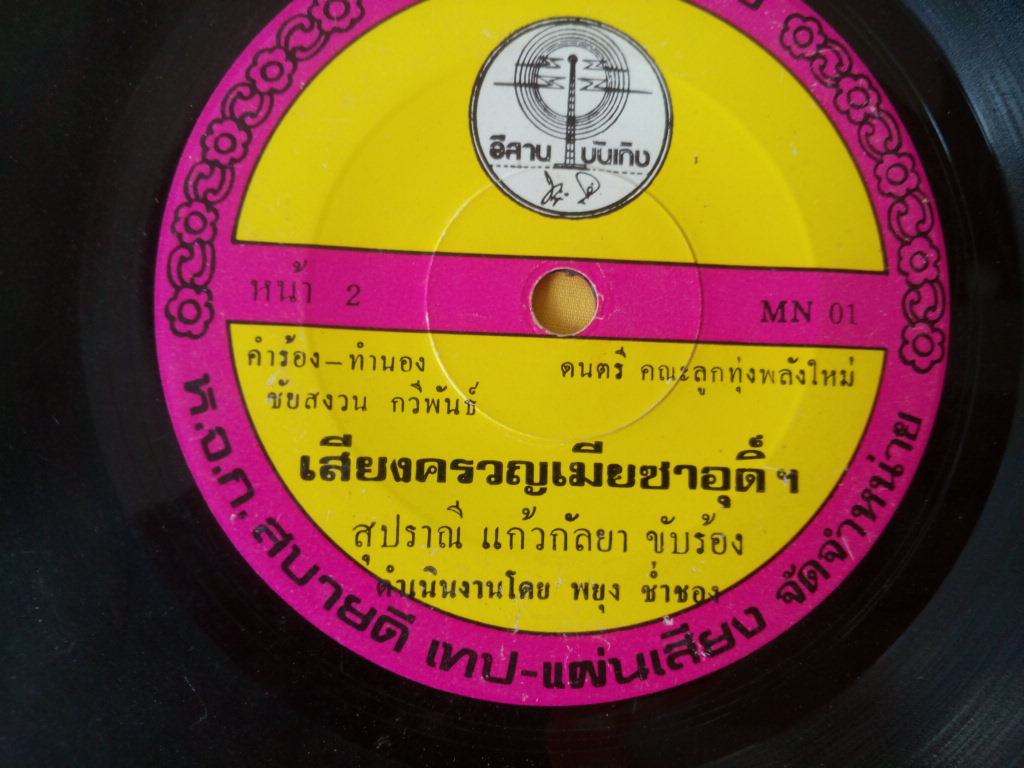 อีสาน บันเทิง
หน้า 2
MN 01
คำร้อง – ทำนอง
ชัยสงวน กวีพันธ์
ดนตรี คณะลูกทุ่งพลังใหม่
เสียงครวญเมียซาอุดิ์ฯ
สุปราณี แก้วกัลยา ขับร้อง
ดำเนินงานโดย พยุง ช่ำชอง
ห.จ.ก. สบายดี เทป-แผ่นเสียง จัดจำหน่าย